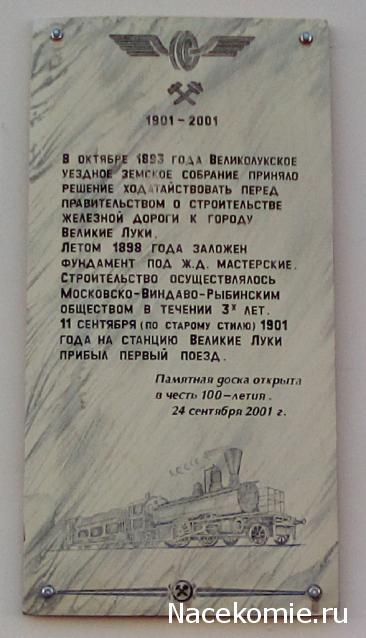 1901-2001
В ОКТЯБРЕ 1893 ГОДА ВЕЛИКОЛУКСКОЕ
УЕЗДНОЕ ЗЕМСКОЕ СОБРАНИЕ ПРИНЯЛО
РЕШЕНИЕ ХОДАТАЙСТВОВАТЬ ПЕРЕД
ПРАВИТЕЛЬСТВОМ О СТРОИТЕЛЬСТВЕ
ЖЕЛЕЗНОЙ ДОРОГИ К ГОРОДУ
ВЕЛИКИЕ ЛУКИ.
ЛЕТОМ 1898 ГОДА ЗАЛОЖЕН
ФУНДАМЕНТ ПОД Ж.Д. МАСТЕРСКИЕ.
СТРОИТЕЛЬСТВО ОСУЩЕСТВЛЯЛОСЬ
МОСКОВСКО-ВИНДАВО-РЫБИНСКИМ
ОБЩЕСТВОМ В ТЕЧЕНИИ 3Х ЛЕТ.
11 СЕНТЯБРЯ (ПО СТАРОМУ СТИЛЮ) 1901
ГОДА НА СТАНЦИЮ ВЕЛИКИЕ ЛУКИ
ПРИБЫЛ ПЕРВЫЙ ПОЕЗД.
Памятная доска открыта
в честь 100-летия.
24 сентября 2001 г.
Nacekomie.ru